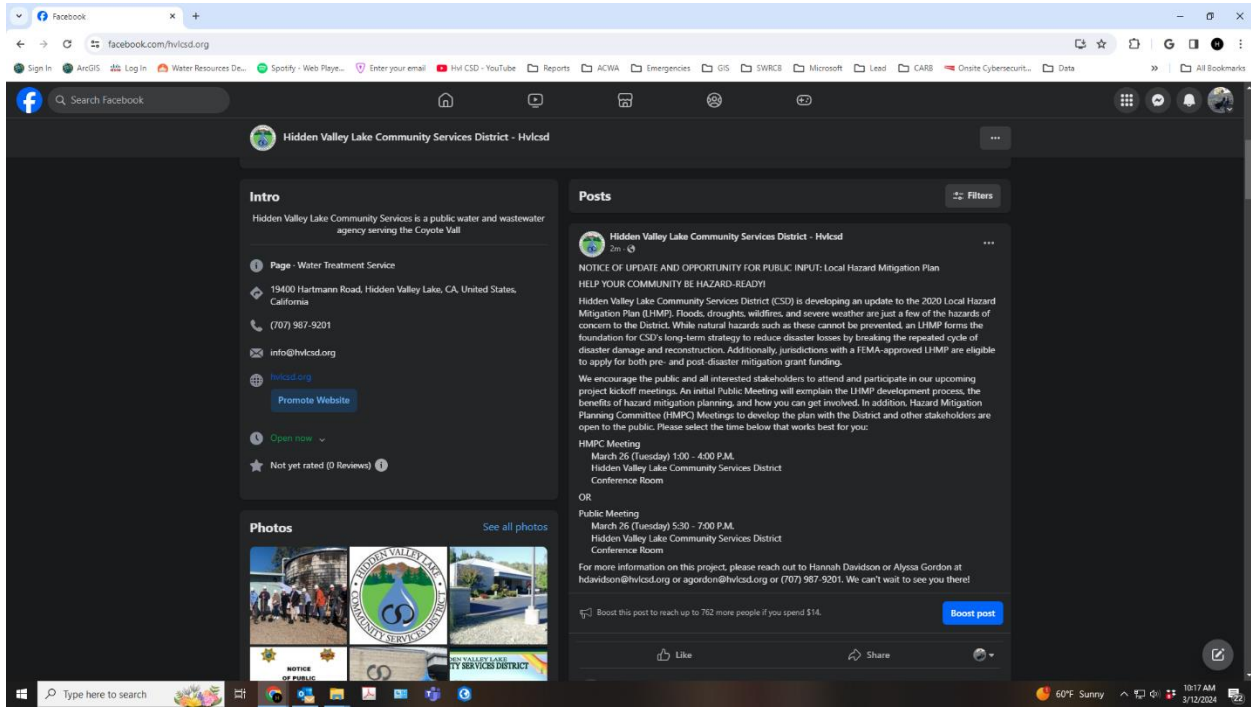 Facebook
facebook.com/hvlcsd.org
Sign In
ArcGIS
Log In
Water Resources De...
Spotify - Web Playe...
Enter your email
Hvl CSD - YouTube
Reports
ACWA
Emergencies
GIS
SWRCB
Microsoft
Lead
CARB
Onsite Cybersecurit...
Data
All Bookmarks
Search Facebook
Hidden Valley Lake Community Services District - Hvlcsd
Intro
Hidden Valley Lake Community Services is a public water and wastewater
agency serving the Coyote Vall
Page · Water Treatment Service
19400 Hartmann Road, Hidden Valley Lake, CA, United States,
California
(707) 987-9201
info@hvlcsd.org
hvlcsd.org
Promote Website
Open now
Not yet rated (0 Reviews)
Photos
See all photos
HIDDEN VALLEY LAKE
COMMUNITY SERVICES DISTRICT
NOTICE
OF PUBLIC
DEN VALLEY LAKE
TY SERVICES DISTRICT
Posts
Filters
Hidden Valley Lake Community Services District - Hvlcsd
2m ·
NOTICE OF UPDATE AND OPPORTUNITY FOR PUBLIC INPUT: Local Hazard Mitigation Plan
HELP YOUR COMMUNITY BE HAZARD-READY!
Hidden Valley Lake Community Services District (CSD) is developing an update to the 2020 Local Hazard
Mitigation Plan (LHMP). Floods, droughts, wildfires, and severe weather are just a few of the hazards of
concern to the District. While natural hazards such as these cannot be prevented, an LHMP forms the
foundation for CSD's long-term strategy to reduce disaster losses by breaking the repeated cycle of
disaster damage and reconstruction. Additionally, jurisdictions with a FEMA-approved LHMP are eligible
to apply for both pre- and post-disaster mitigation grant funding.
We encourage the public and all interested stakeholders to attend and participate in our upcoming
project kickoff meetings. An initial Public Meeting will exmplain the LHMP development process, the
benefits of hazard mitigation planning, and how you can get involved. In addition, Hazard Mitigation
Planning Committee (HMPC) Meetings to develop the plan with the District and other stakeholders are
open to the public. Please select the time below that works best for you:
HMPC Meeting
March 26 (Tuesday) 1:00 - 4:00 P.M.
Hidden Valley Lake Community Services District
Conference Room
OR
Public Meeting
March 26 (Tuesday) 5:30 - 7:00 P.M.
Hidden Valley Lake Community Services District
Conference Room
For more information on this project, please reach out to Hannah Davidson or Alyssa Gordon at
hdavidson@hvlcsd.org or agordon@hvlcsd.org or (707) 987-9201. We can't wait to see you there!
Boost this post to reach up to 762 more people if you spend $14.
Boost post
Like
Share
Type here to search
60°F Sunny
10:17 AM
3/12/2024
22